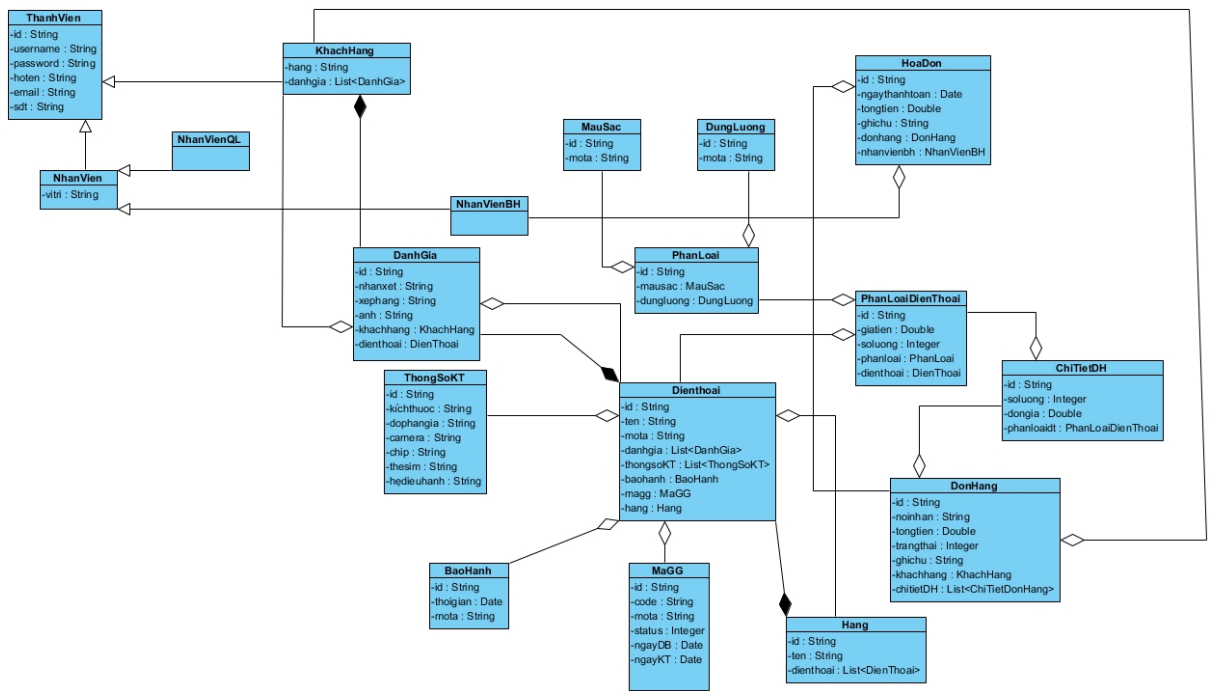 ThanhVien
-id : String
-username : String
-password : String
-hoten : String
-email : String
-sdt : String
KhachHang
-hang : String
-danhgia : List<DanhGia>
HoaDon
-id : String
-ngaythanhtoan : Date
-tongtien : Double
-ghichu : String
-donhang : DonHang
-nhanvienbh : NhanVienBH
MauSac
-id : String
-mota : String
DungLuong
-id : String
-mota : String
NhanVienQL
NhanVien
-vitri : String
NhanVienBH
DanhGia
-id : String
-nhanxet : String
-xephang : String
-anh : String
-khachhang : KhachHang
-dienthoai : DienThoai
PhanLoai
-id : String
-mausac : MauSac
-dungluong : DungLuong
PhanLoaiDienThoai
-id : String
-giatien : Double
-soluong : Integer
-phanloai : PhanLoai
-dienthoai : DienThoai
ChiTietDH
-id : String
-soluong : Integer
-dongia : Double
-phanloaidt : PhanLoaiDienThoai
ThongSoKT
-id : String
-kichthuoc : String
-dophangia : String
-camera : String
-chip : String
-thesim : String
-hedieuhanh : String
Dienthoai
-id : String
-ten : String
-mota : String
-danhgia : List<DanhGia>
-thongsoKT : List<ThongSoKT>
-baohanh : BaoHanh
-magg : MaGG
-hang : Hang
DonHang
-id : String
-noinhan : String
-tongtien : Double
-trangthai : Integer
-ghichu : String
-khachhang : KhachHang
-chitietDH : List<ChiTietDonHang>
BaoHanh
-id : String
-thoigian : Date
-mota : String
MaGG
-id : String
-code : String
-mota : String
-status : Integer
-ngayDB : Date
-ngayKT : Date
Hang
-id : String
-ten : String
-dienthoai : List<DienThoai>